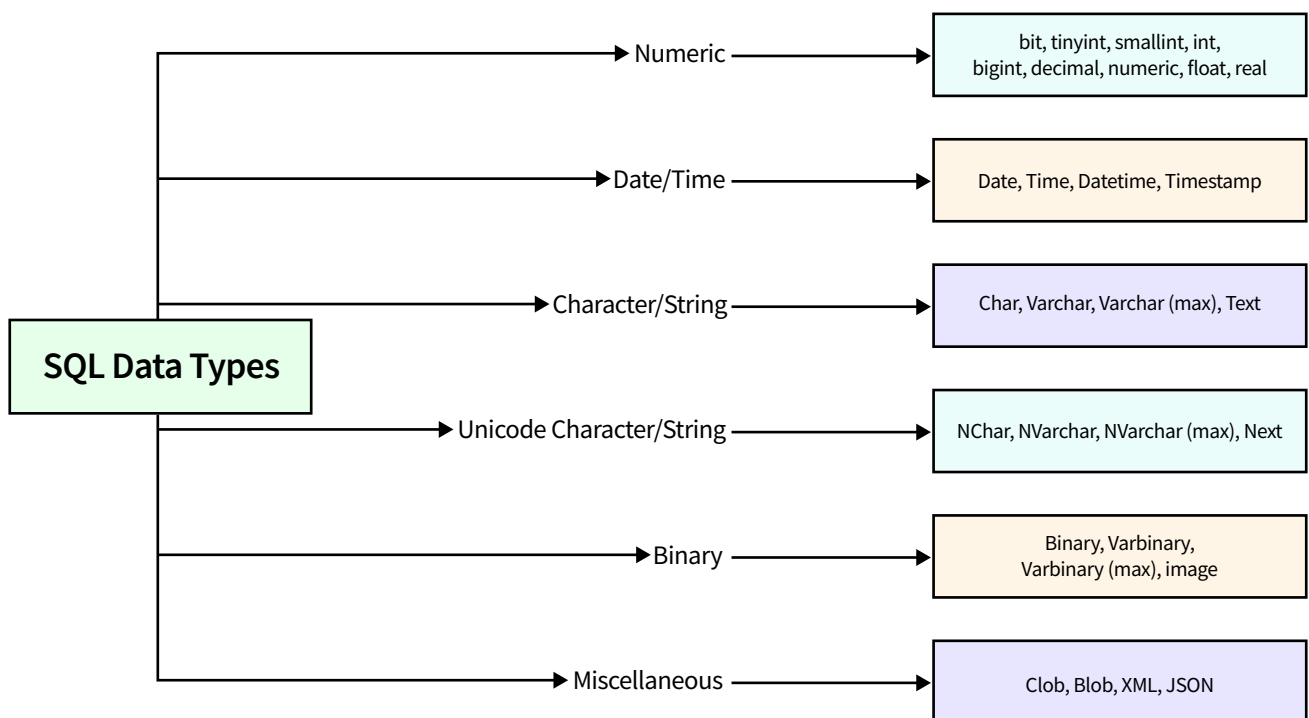 Numeric
bit, tinyint, smallint, int,
bigint, decimal, numeric, float, real
Date/Time
Date, Time, Datetime, Timestamp
Character/String
Char, Varchar, Varchar (max), Text
SQL Data Types
Unicode Character/String
NChar, NVarchar, NVarchar (max), Next
Binary
Binary, Varbinary,
Varbinary (max), image
Miscellaneous
Clob, Blob, XML, JSON